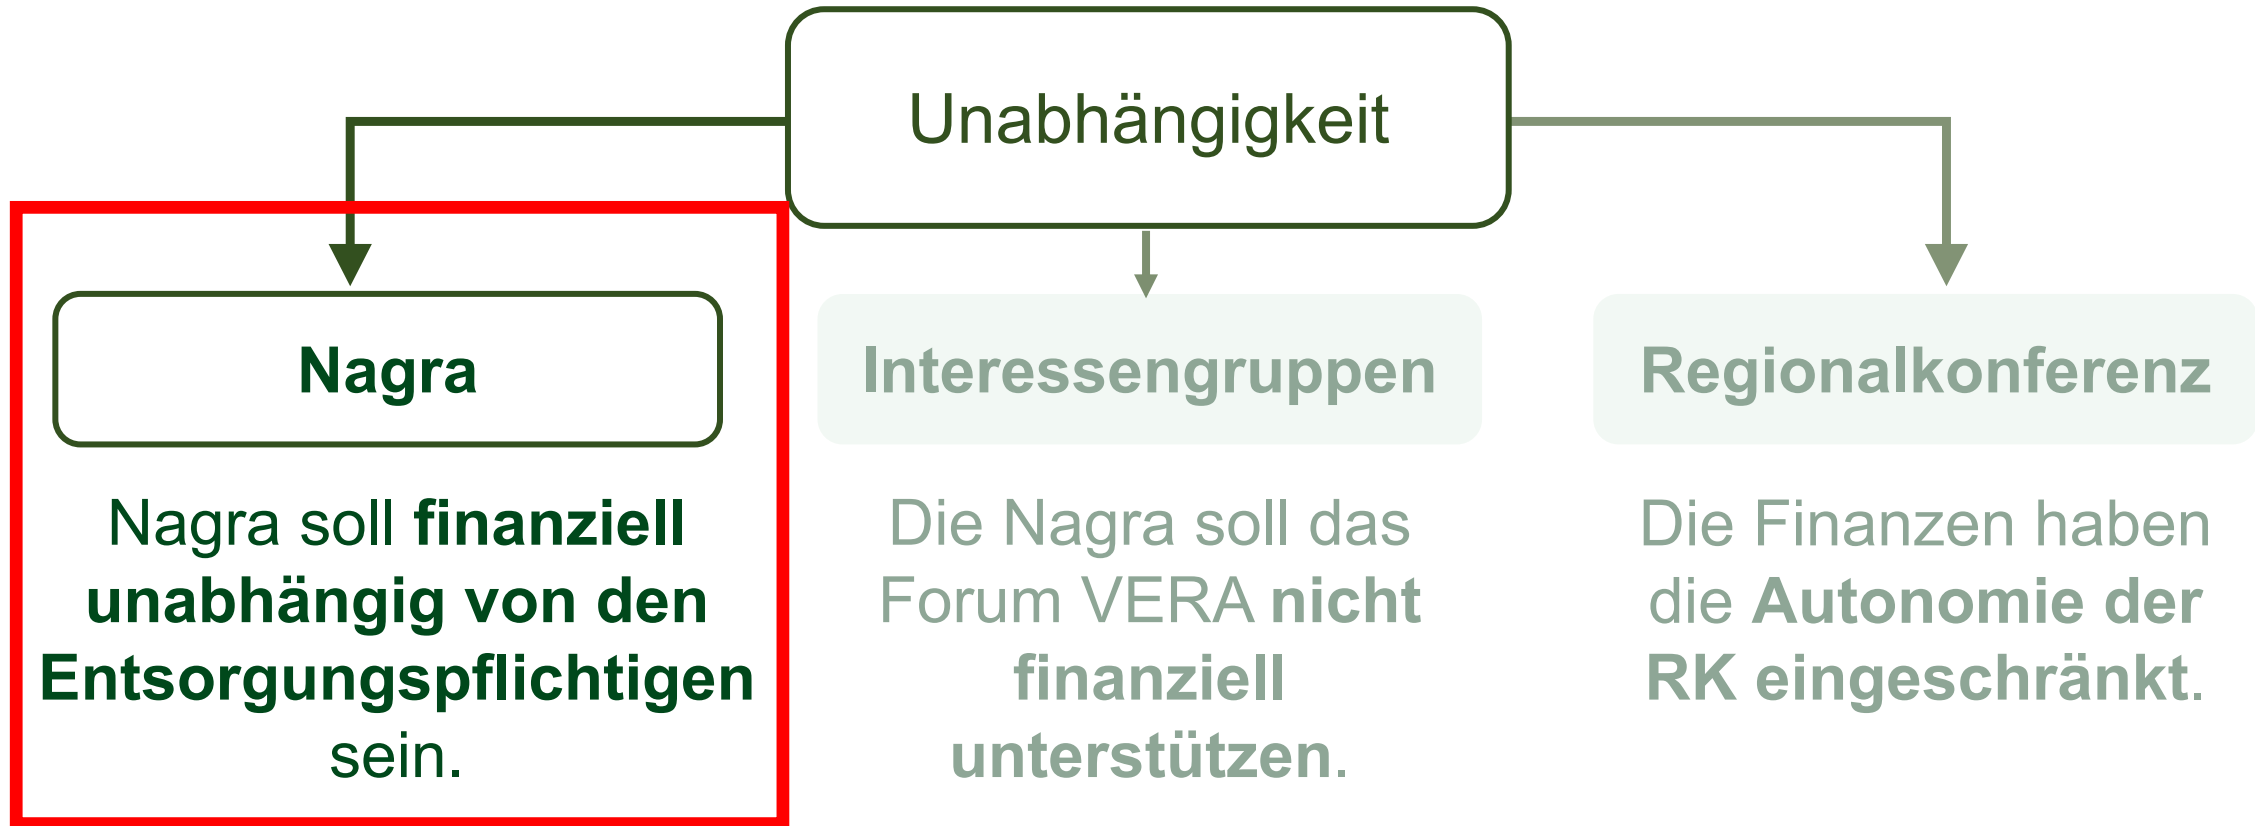 Unabhängigkeit
Nagra
Nagra soll finanziell
unabhängig von den
Entsorgungspflichtigen
sein.
Interessengruppen
Die Nagra soll das
Forum VERA nicht
finanziell
unterstützen.
Regionalkonferenz
Die Finanzen haben
die Autonomie der
RK eingeschränkt.